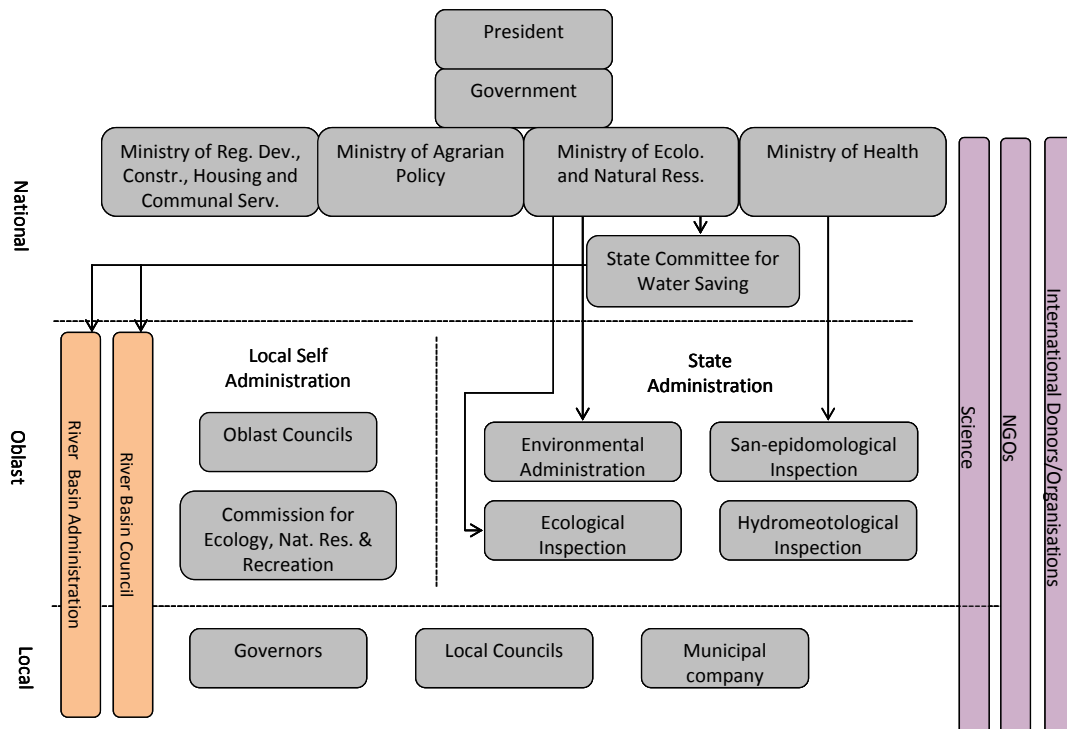 President
Government
Ministry of Reg. Dev.,
Constr., Housing and
Communal Serv.
Ministry of Agrarian
Policy
Ministry of Ecolo.
and Natural Ress.
Ministry of Health
National
State Committee for
Water Saving
Local Self
Administration
State
Administration
Oblast
River Basin Administration
River Basin Council
Oblast Councils
Commission for
Ecology, Nat. Res. &
Recreation
Environmental
Administration
San-epidomological
Inspection
Ecological
Inspection
Hydromeotological
Inspection
Science
NGOs
International Donors/Organisations
Local
Governors
Local Councils
Municipal
company